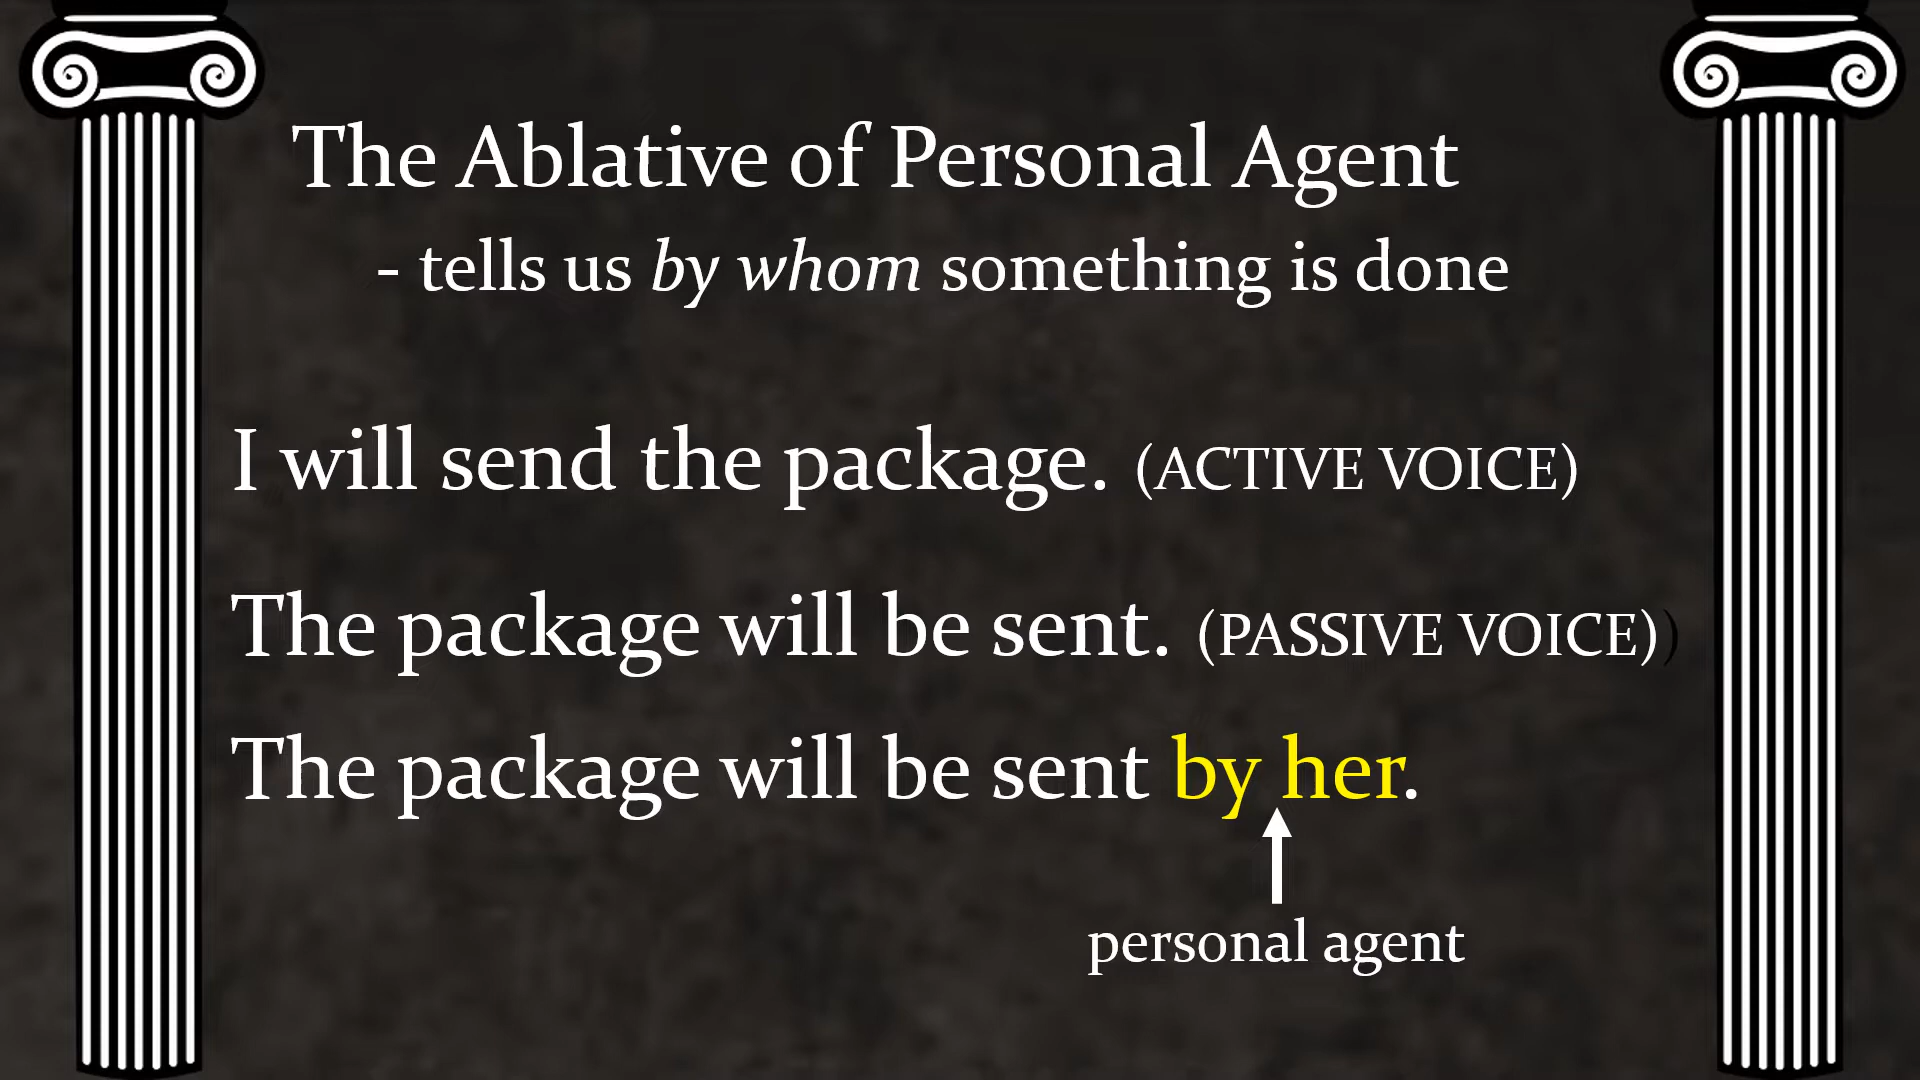 The Ablative of Personal Agent
- tells us by whom something is done
I will send the package. (ACTIVE VOICE)
The package will be sent. (PASSIVE VOICE))
The package will be sent by her.
personal agent